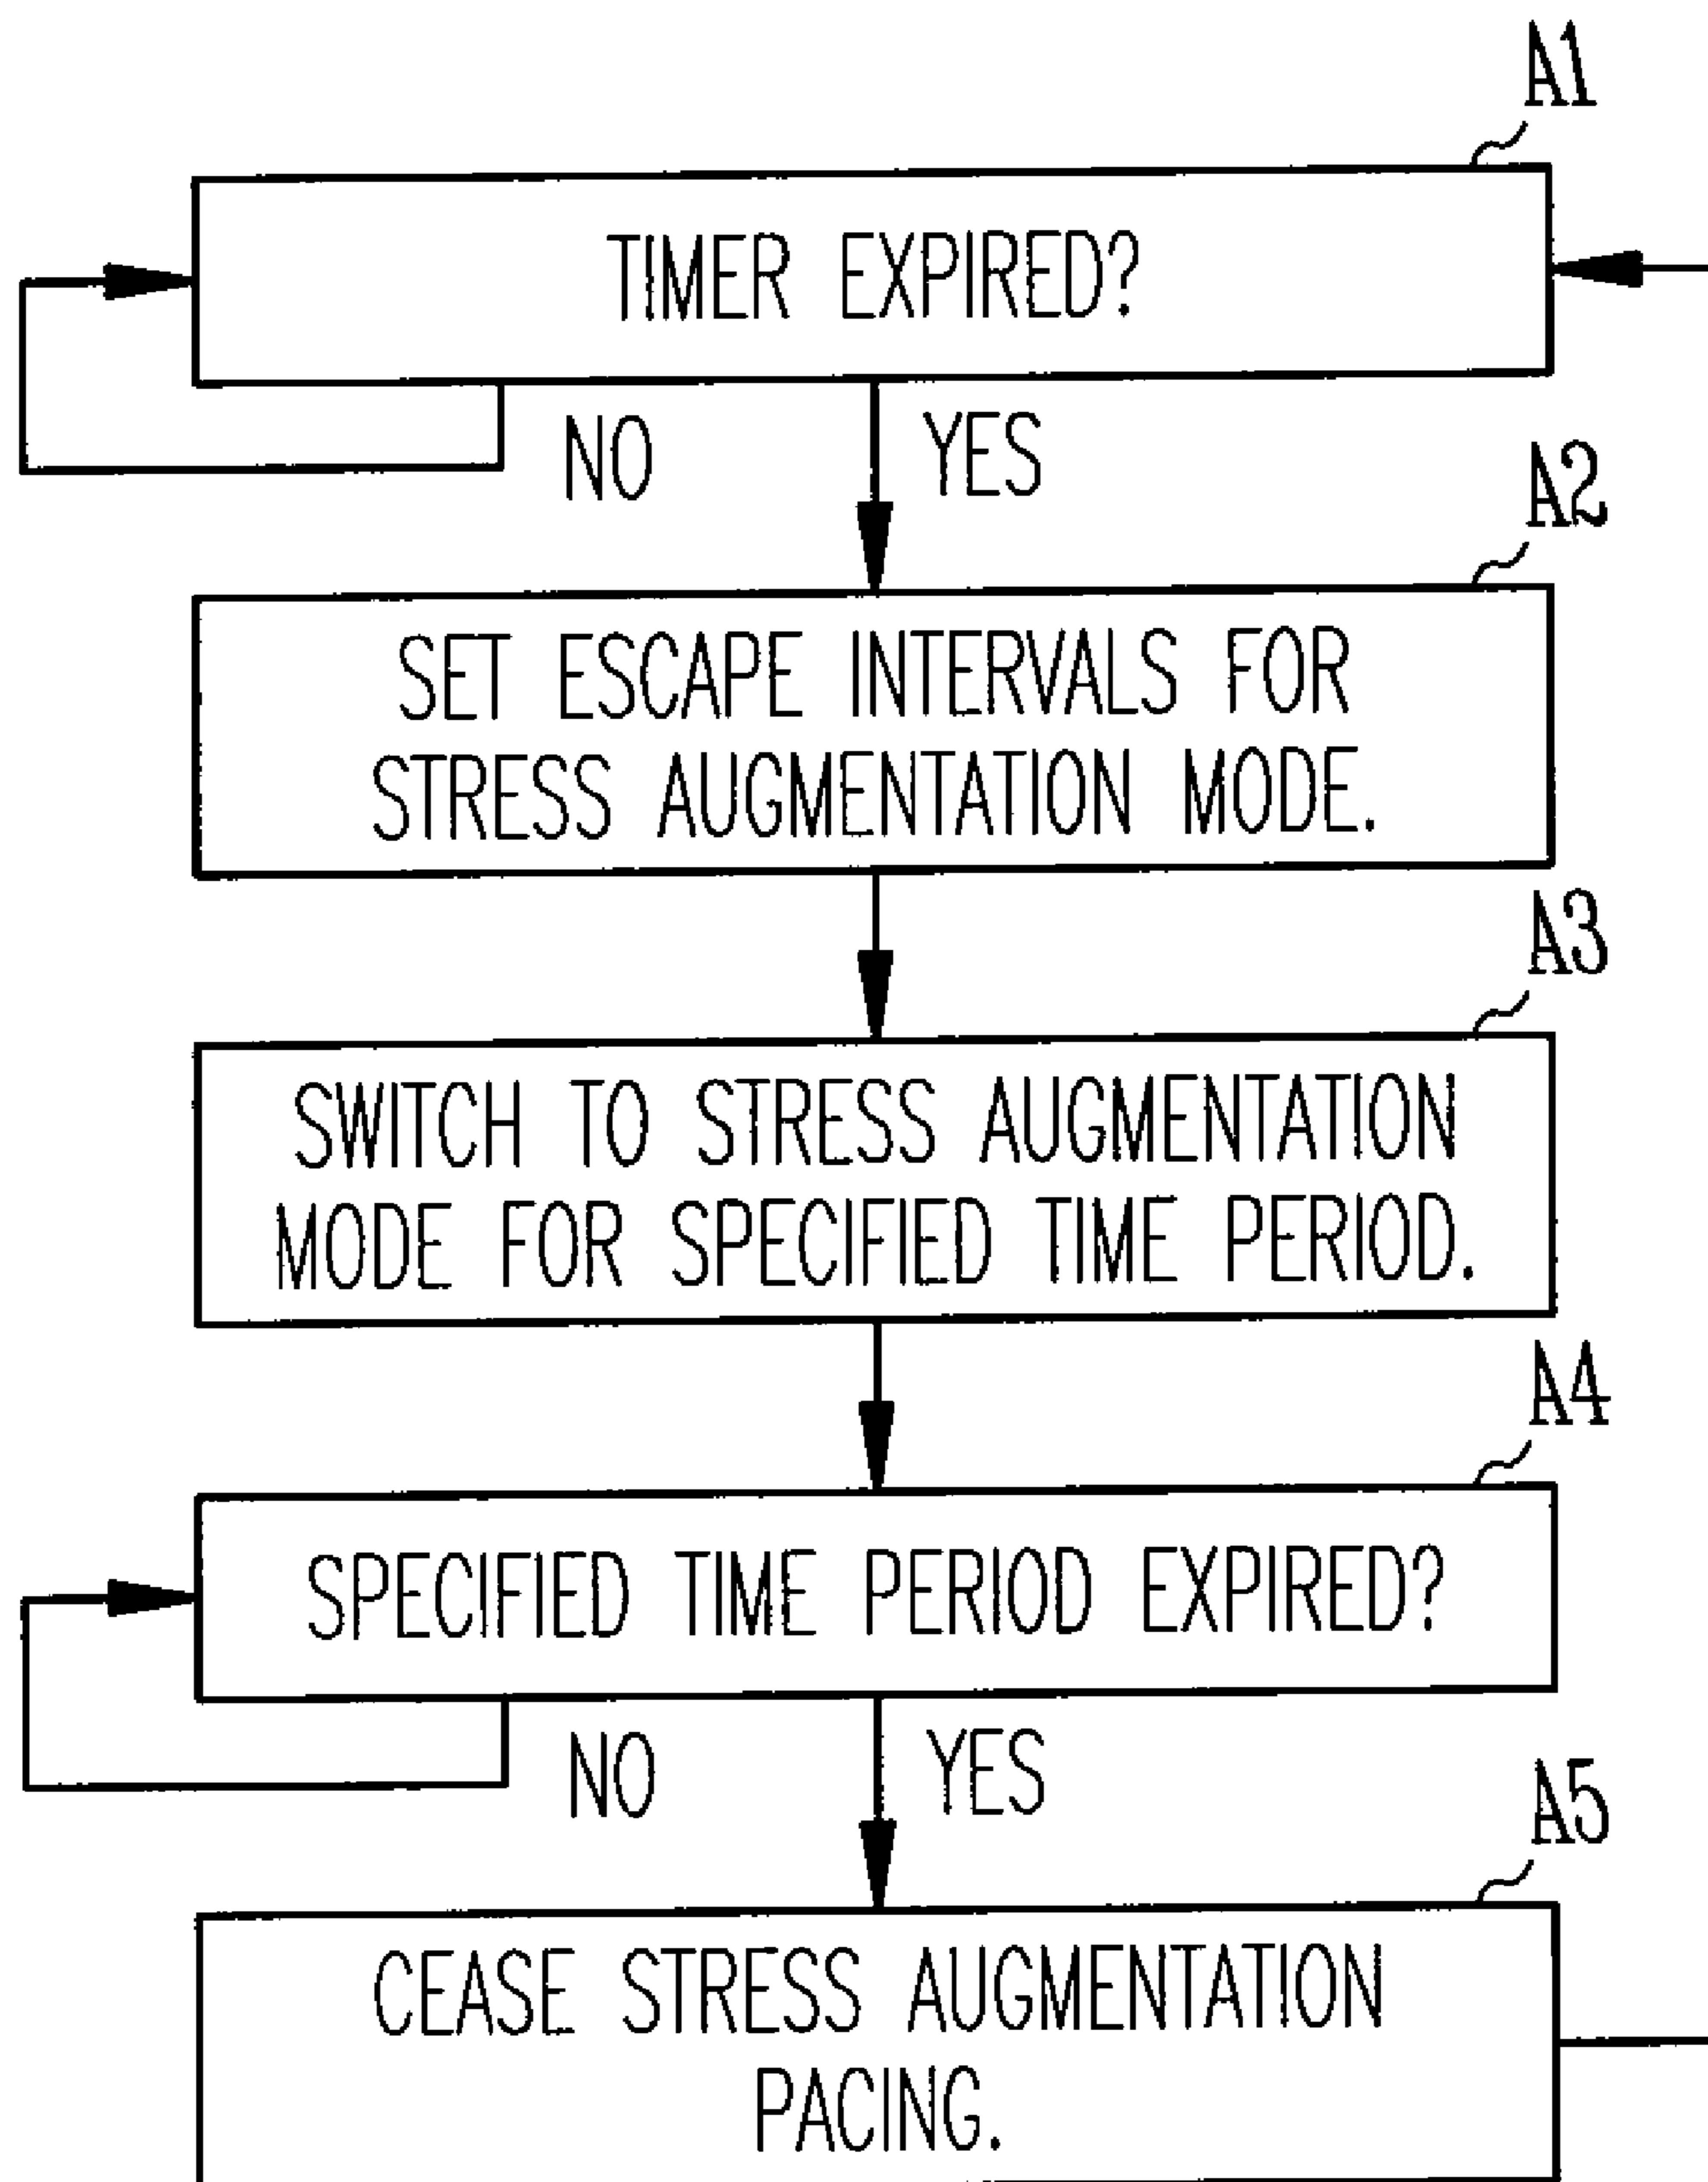 A1
TIMER EXPIRED?
NO
YES
A2
SET ESCAPE INTERVALS FOR
STRESS AUGMENTATION MODE.
A3
SWITCH TO STRESS AUGMENTATION
MODE FOR SPECIFIED TIME PERIOD.
A4
SPECIFIED TIME PERIOD EXPIRED?
NO
YES
A5
CEASE STRESS AUGMENTATION
PACING.